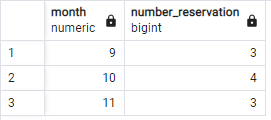 month number_reservation
numeric bigint
1 9 3
2 10 4
3 11 3